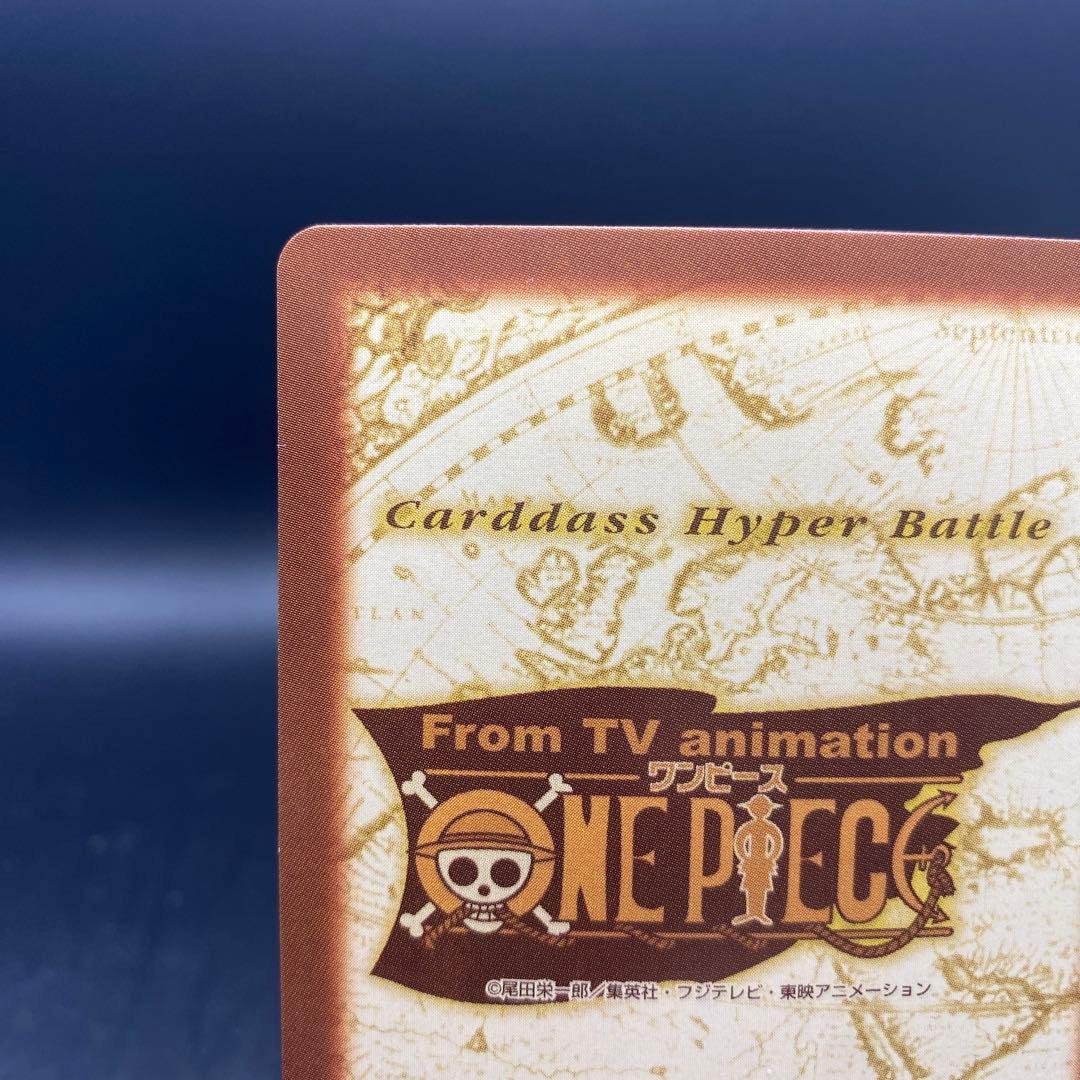 Septentrio
Carddass Hyper Battle
TLAN
From TV animation
ワンピース
ONE PIECE
©尾田栄一郎／集英社・フジテレビ・東映アニメーション